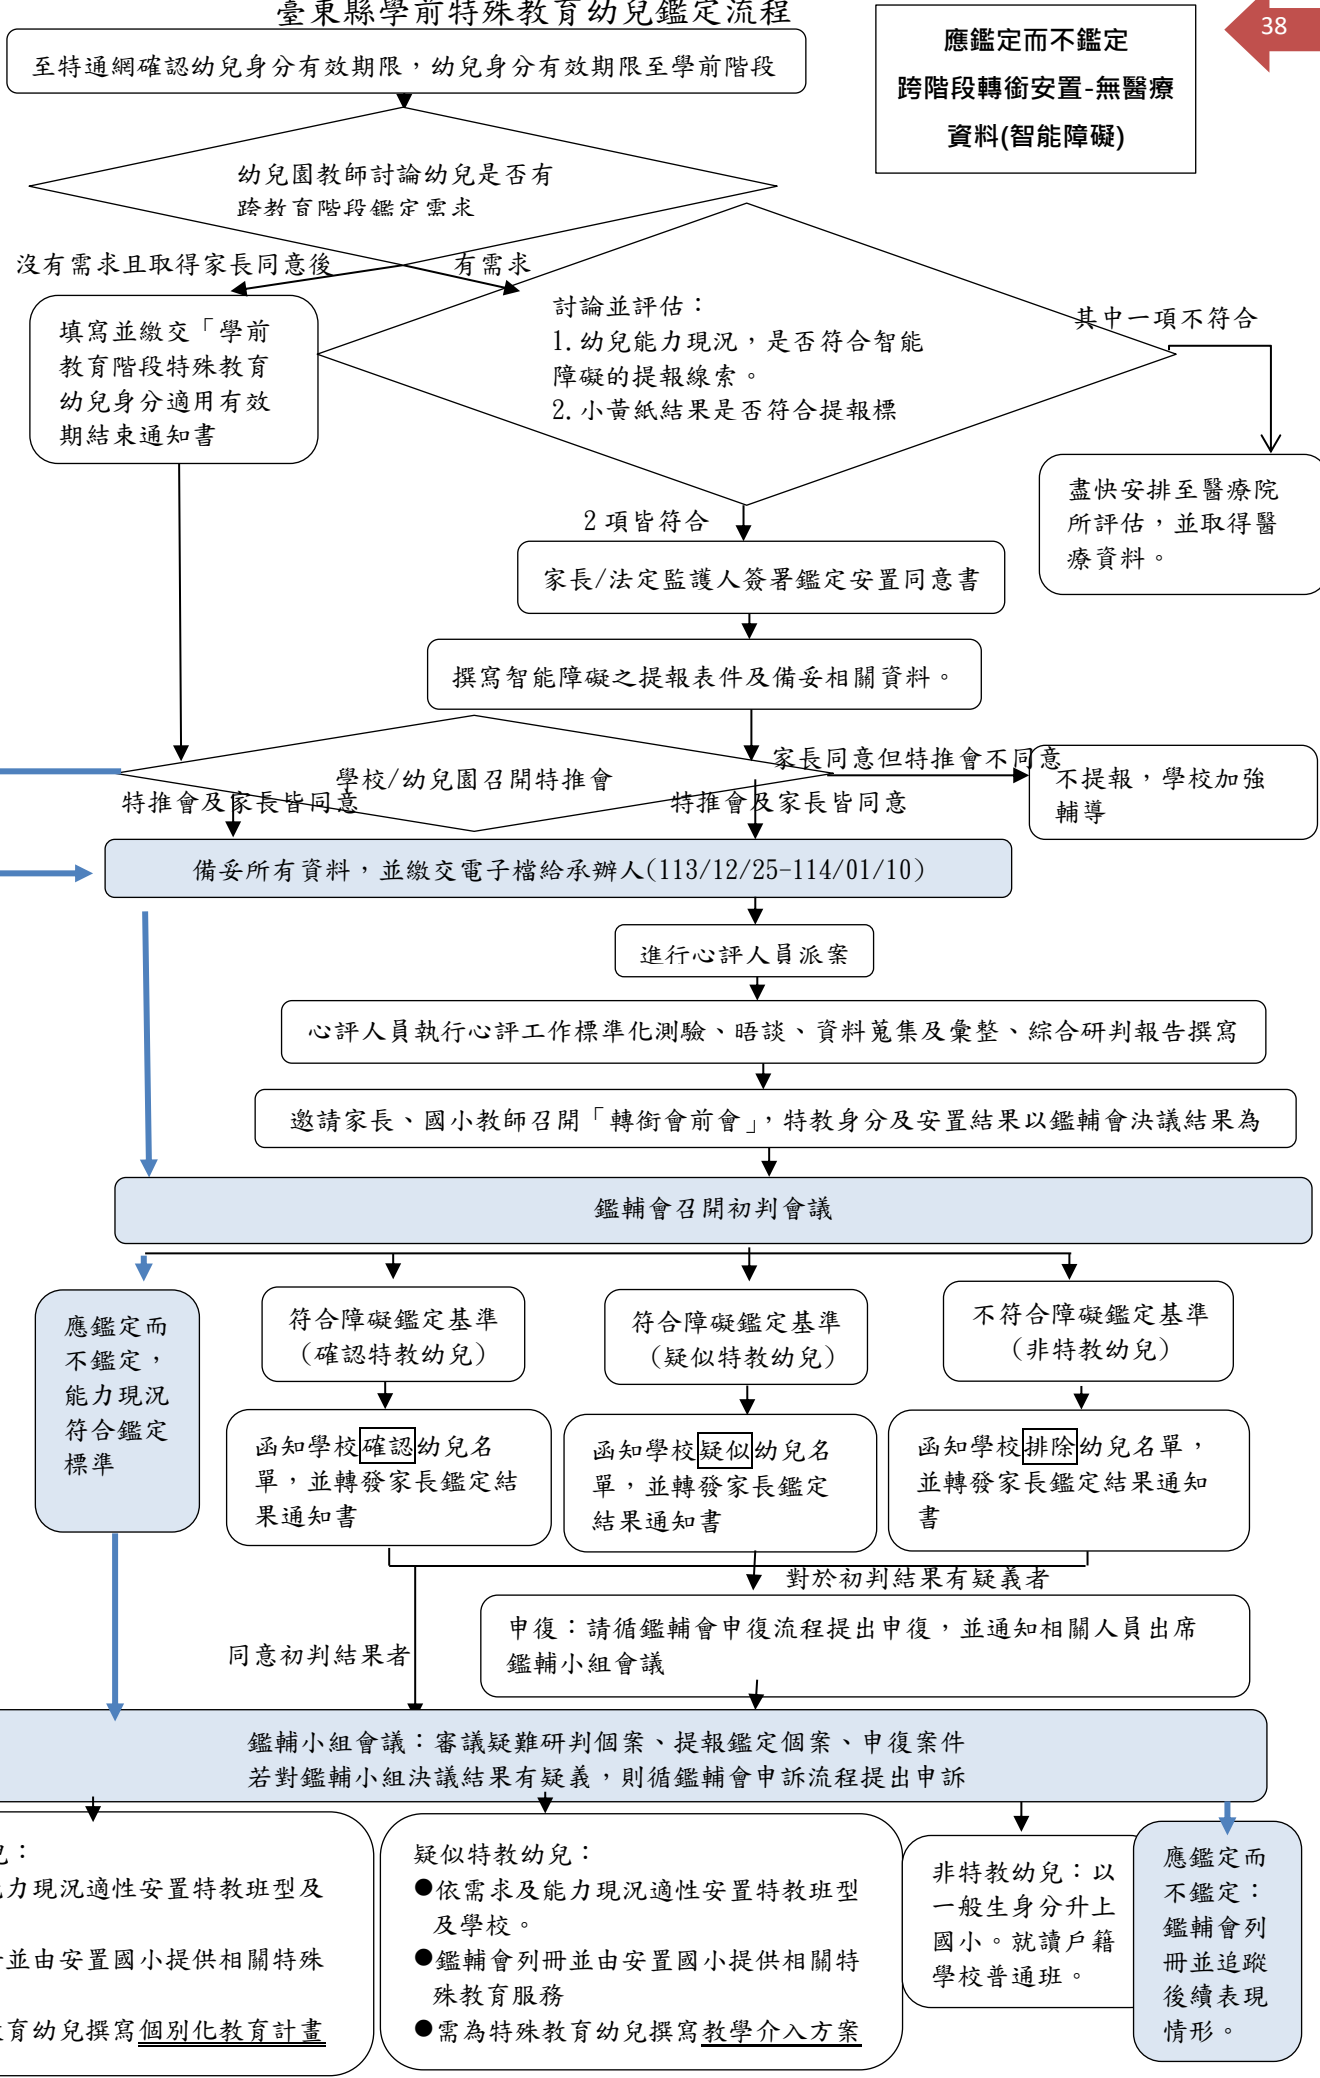 臺東縣學前特殊教育幼兒鑑定流程
38
應鑑定而不鑑定
跨階段轉銜安置-無醫療
資料(智能障礙)
至特通網確認幼兒身分有效期限，幼兒身分有效期限至學前階段
幼兒園教師討論幼兒是否有
跨教育階段鑑定需求
沒有需求且取得家長同意後
有需求
填寫並繳交「學前
教育階段特殊教育
幼兒身分適用有效
期結束通知書
討論並評估：
1.幼兒能力現況，是否符合智能
障礙的提報線索。
2.小黃紙結果是否符合提報標
其中一項不符合
盡快安排至醫療院
所評估，並取得醫
療資料。
2 項皆符合
家長/法定監護人簽署鑑定安置同意書
撰寫智能障礙之提報表件及備妥相關資料。
學校/幼兒園召開特推會
家長同意但特推會不同意
不提報，學校加強
輔導
特推會及家長皆同意
特推會及家長皆同意
備妥所有資料，並繳交電子檔給承辦人(113/12/25-114/01/10)
進行心評人員派案
心評人員執行心評工作標準化測驗、晤談、資料蒐集及彙整、綜合研判報告撰寫
邀請家長、國小教師召開「轉銜會前會」，特教身分及安置結果以鑑輔會決議結果為
鑑輔會召開初判會議
應鑑定而
不鑑定，
能力現況
符合鑑定
標準
符合障礙鑑定基準
(確認特教幼兒)
符合障礙鑑定基準
(疑似特教幼兒)
不符合障礙鑑定基準
(非特教幼兒)
函知學校確認幼兒名
單，並轉發家長鑑定結
果通知書
函知學校疑似幼兒名
單，並轉發家長鑑定
結果通知書
函知學校排除幼兒名單，
並轉發家長鑑定結果通知
書
對於初判結果有疑義者
同意初判結果者
申復：請循鑑輔會申復流程提出申復，並通知相關人員出席
鑑輔小組會議
鑑輔小組會議：審議疑難研判個案、提報鑑定個案、申復案件
若對鑑輔小組決議結果有疑義，則循鑑輔會申訴流程提出申訴
兒：
力現況適性安置特教班型及
並由安置國小提供相關特殊
教育幼兒撰寫個別化教育計畫
疑似特教幼兒：
●依需求及能力現況適性安置特教班型
及學校。
●鑑輔會列冊並由安置國小提供相關特
殊教育服務
●需為特殊教育幼兒撰寫教學介入方案
非特教幼兒：以
一般生身分升上
國小。就讀戶籍
學校普通班。
應鑑定而
不鑑定：
鑑輔會列
冊並追蹤
後續表現
情形。